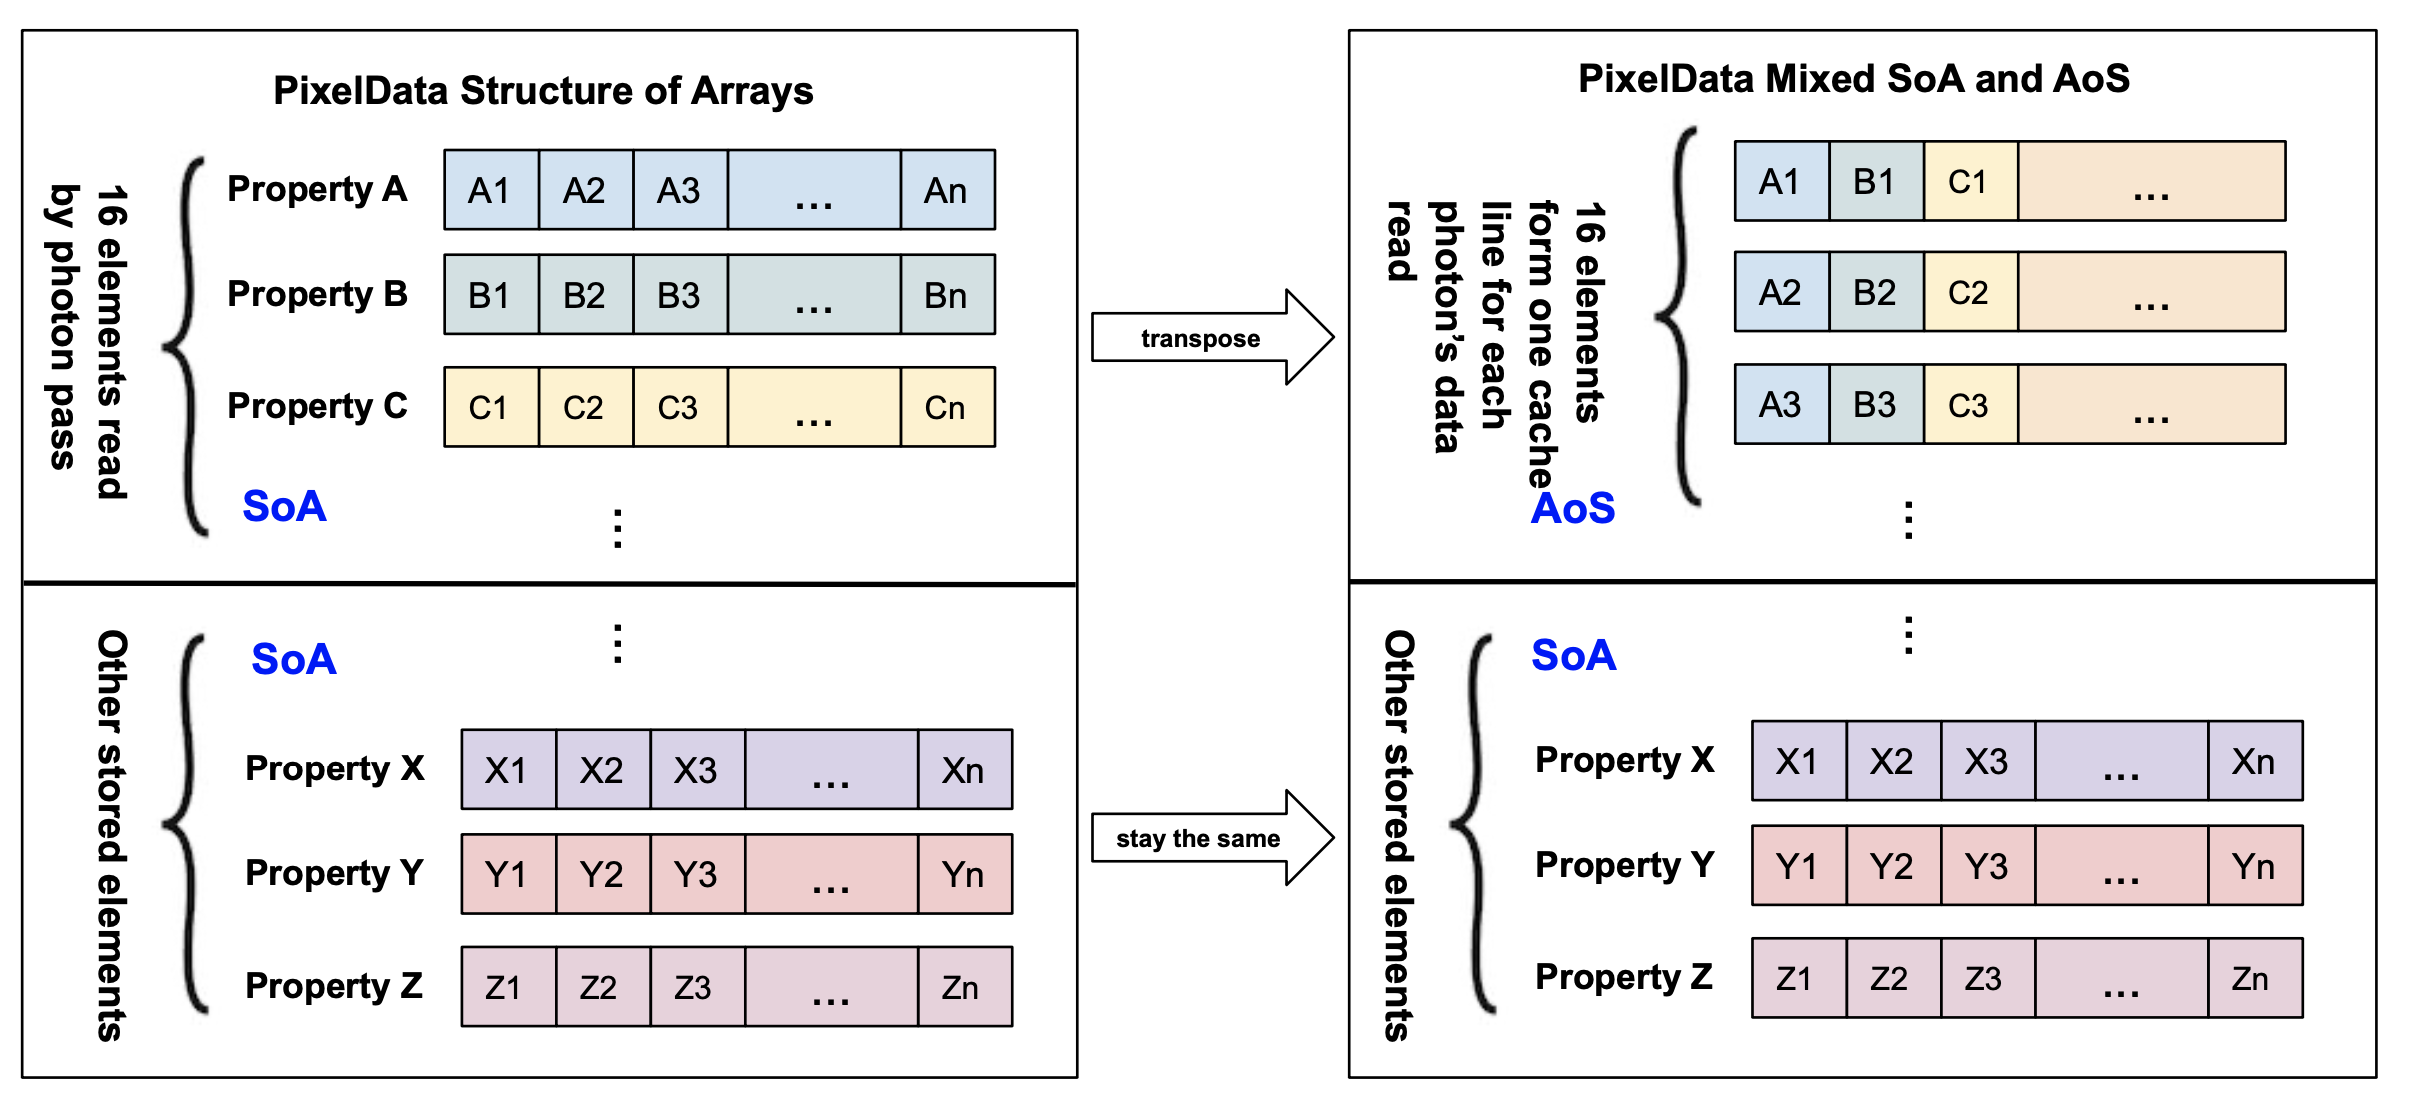 PixelData Structure of Arrays
16 elements read
by photon pass
Property A
A1 A2 A3 ... An
Property B
B1 B2 B3 ... Bn
Property C
C1 C2 C3 ... Cn
SoA
⋮
Other stored elements
SoA
⋮
Property X
X1 X2 X3 ... Xn
Property Y
Y1 Y2 Y3 ... Yn
Property Z
Z1 Z2 Z3 ... Zn
transpose
stay the same
PixelData Mixed SoA and AoS
16 elements
form one cache
line for each
photon’s data
read
A1 B1 C1 ...
A2 B2 C2 ...
A3 B3 C3 ...
AoS
⋮
Other stored elements
SoA
⋮
Property X
X1 X2 X3 ... Xn
Property Y
Y1 Y2 Y3 ... Yn
Property Z
Z1 Z2 Z3 ... Zn